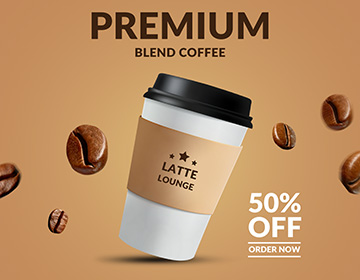 PREMIUM
BLEND COFFEE
LATTE
LOUNGE
50%
OFF
ORDER NOW